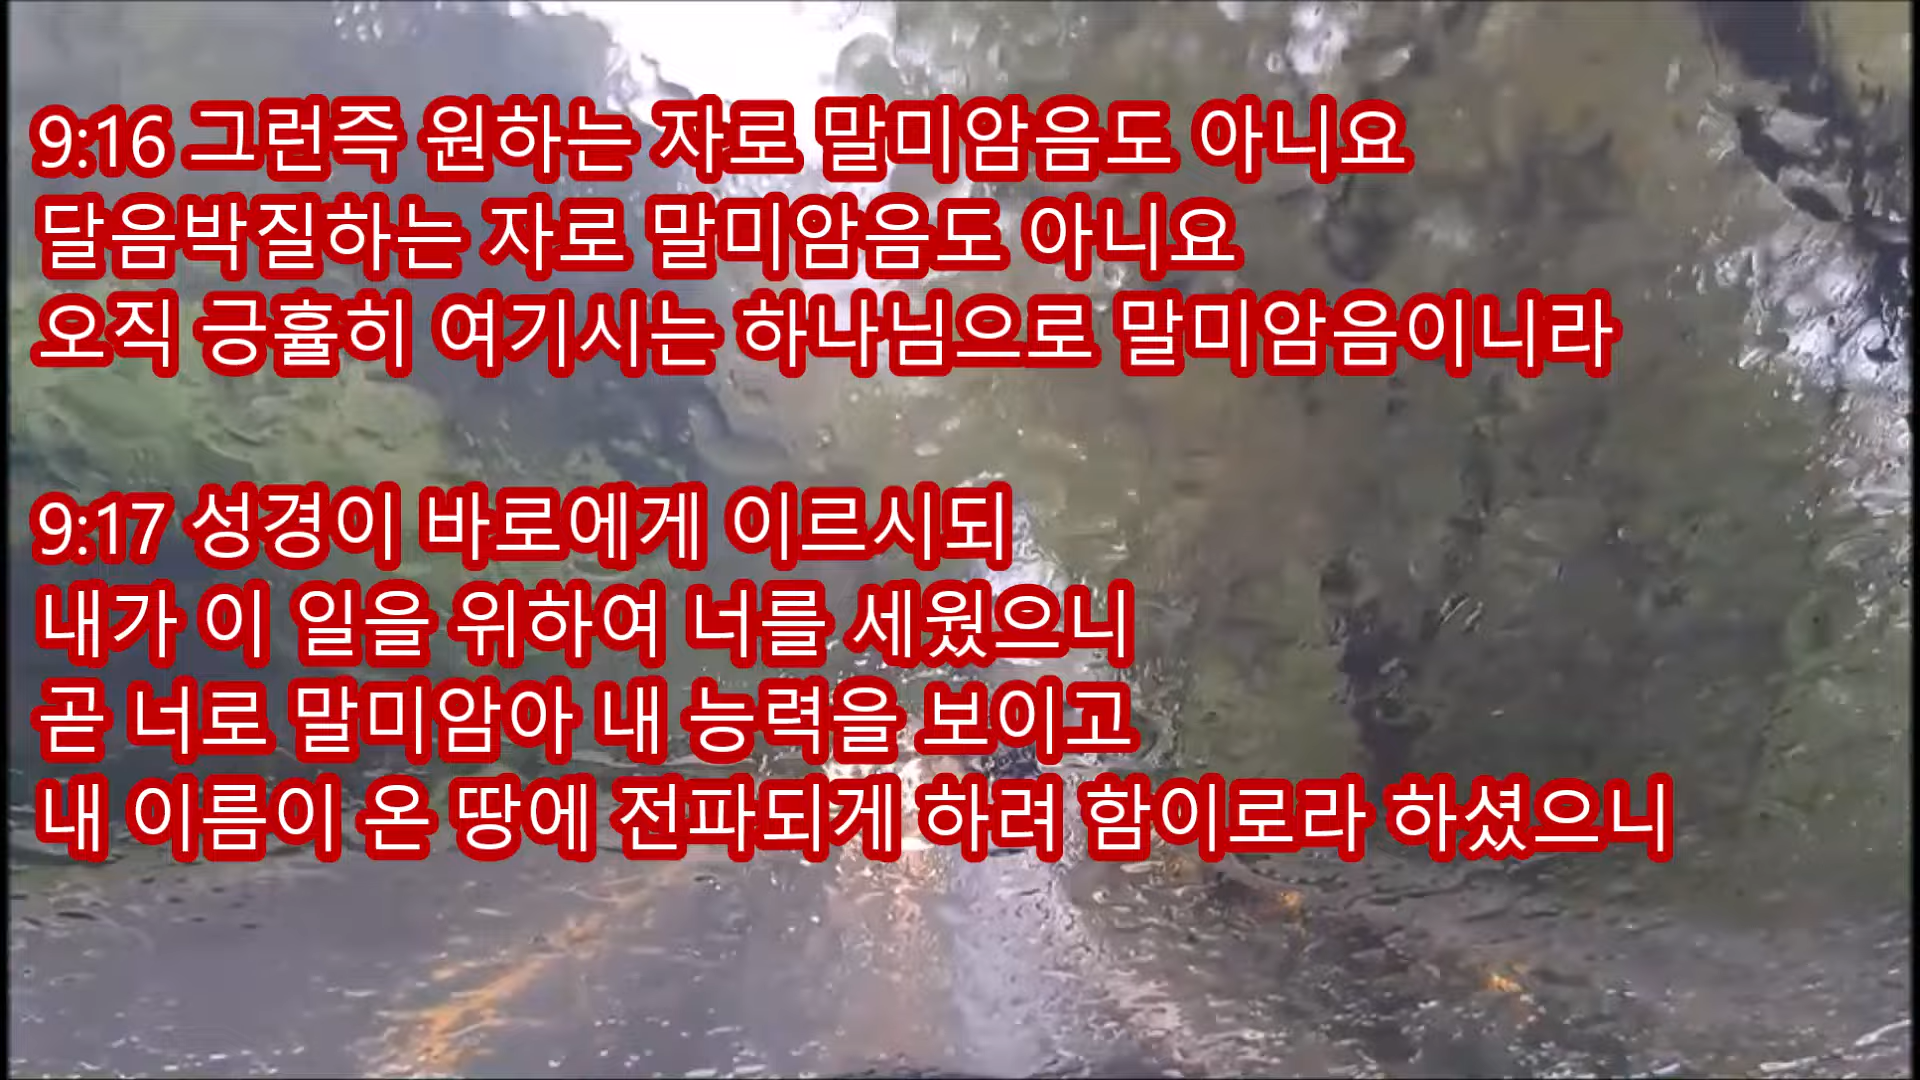 9:16 그런즉 원하는 자로 말미암음도 아니요
달음박질하는 자로 말미암음도 아니요
오직 긍휼히 여기시는 하나님으로 말미암음이니라
9:17 성경이 바로에게 이르시되
내가 이 일을 위하여 너를 세웠으니
곧 너로 말미암아 내 능력을 보이고
내 이름이 온 땅에 전파되게 하려 함이로라 하셨으니